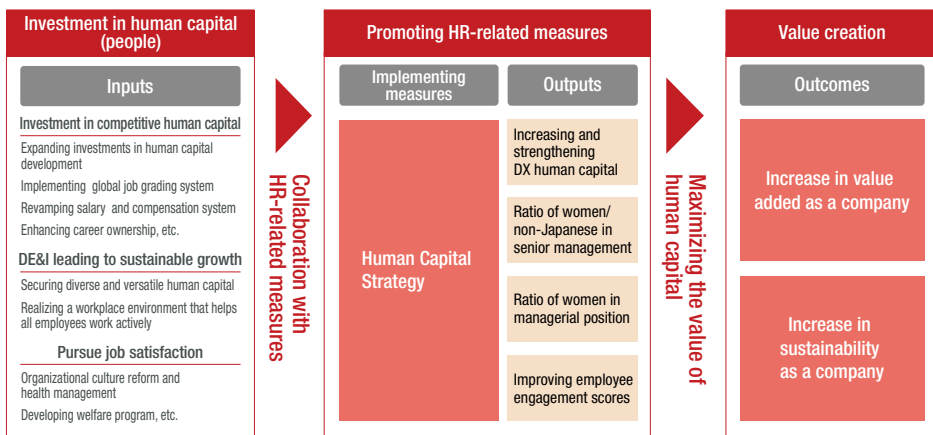 Investment in human capital
(people)
Inputs
Investment in competitive human capital
Expanding investments in human capital
development
Implementing global job grading system
Revamping salary and compensation system
Enhancing career ownership, etc.
DE&I leading to sustainable growth
Securing diverse and versatile human capital
Realizing a workplace environment that helps
all employees work actively
Pursue job satisfaction
Organizational culture reform and
health management
Developing welfare program, etc.
Collaboration with
HR-related measures
Promoting HR-related measures
Implementing
measures
Human Capital
Strategy
Outputs
Increasing and
strengthening
DX human capital
Ratio of women/
non-Japanese in
senior management
Ratio of women in
managerial position
Improving employee
engagement scores
Maximizing the value of
human capital
Value creation
Outcomes
Increase in value
added as a company
Increase in
sustainability
as a company